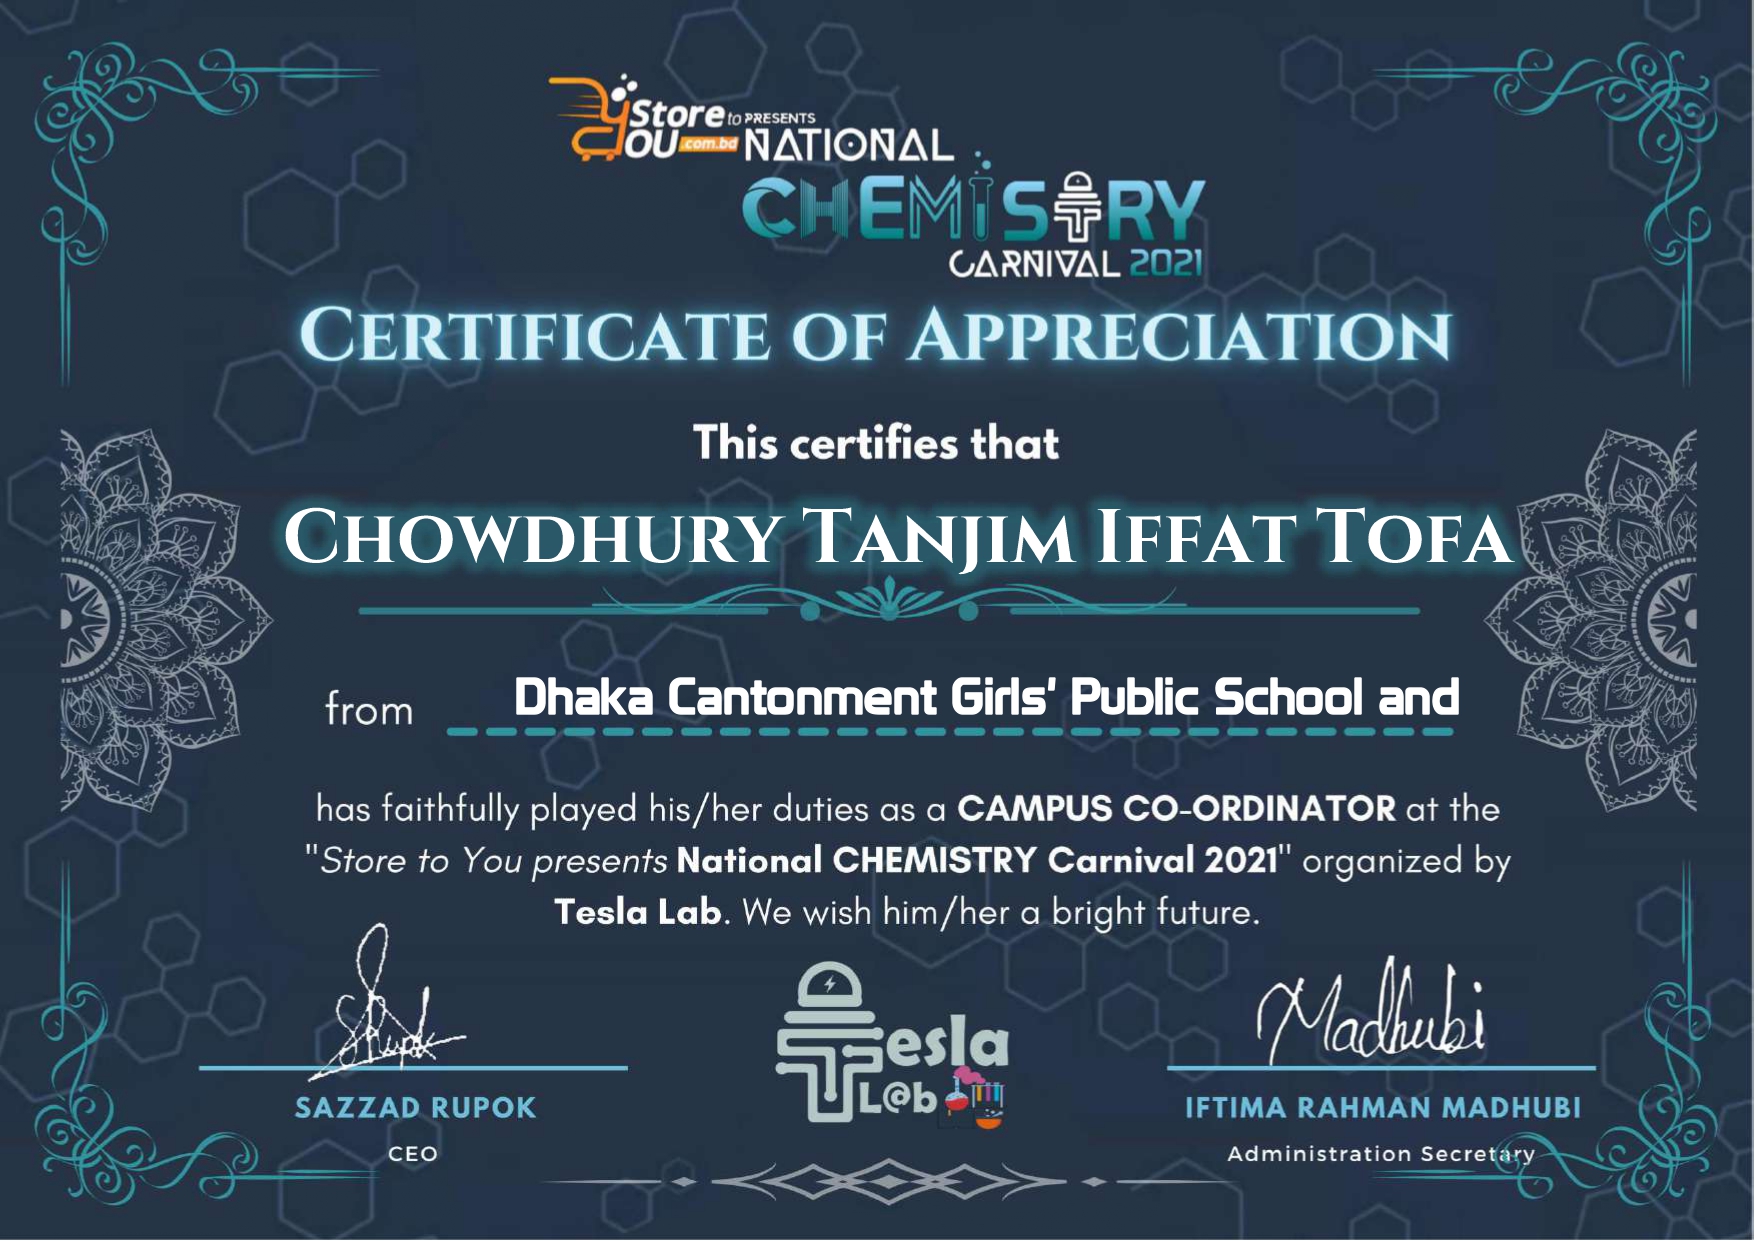 Store to PRESENTS
YOU .com.bd NATIONAL
CHEMISTRY
CARNIVAL 2021
CERTIFICATE OF APPRECIATION
This certifies that
CHOWDHURY TANJIM IFFAT TOFA
from Dhaka Cantonment Girls' Public School and
has faithfully played his/her duties as a CAMPUS CO-ORDINATOR at the
"Store to You presents National CHEMISTRY Carnival 2021" organized by
Tesla Lab. We wish him/her a bright future.
Rupok
Madhubi
Tesla
L@b
SAZZAD RUPOK
IFTIMA RAHMAN MADHUBI
CEO
Administration Secretary